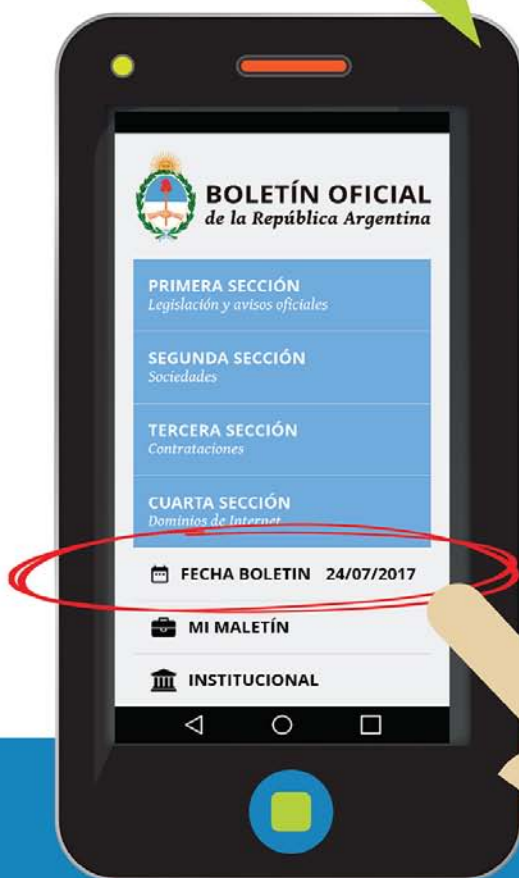 BOLETÍN OFICIAL
de la República Argentina
PRIMERA SECCIÓN
Legislación y avisos oficiales
SEGUNDA SECCIÓN
Sociedades
TERCERA SECCIÓN
Contrataciones
CUARTA SECCIÓN
Dominios de Internet
FECHA BOLETIN 24/07/2017
MI MALETÍN
INSTITUCIONAL